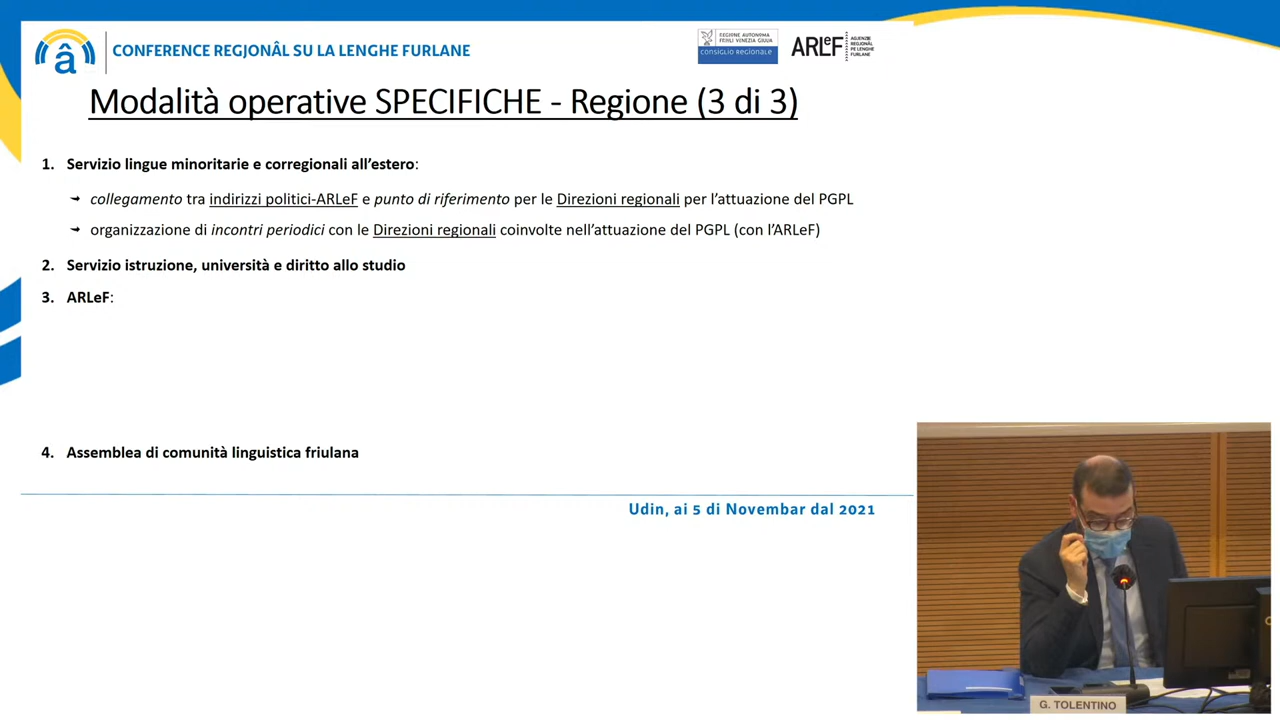 CONFERENCE REGJONÂL SU LA LENGHE FURLANE
REGIONE AUTONOMA
FRIULI VENEZIA GIULIA
CONSIGLIO REGIONALE
ARLeF
AGJENZIE
REGJONÂL
PE LENGHE
FURLANE
â
Modalità operative SPECIFICHE - Regione (3 di 3)
1. Servizio lingue minoritarie e corregionali all’estero:
➞ collegamento tra indirizzi politici-ARLeF e punto di riferimento per le Direzioni regionali per l’attuazione del PGPL
➞ organizzazione di incontri periodici con le Direzioni regionali coinvolte nell’attuazione del PGPL (con l’ARLeF)
2. Servizio istruzione, università e diritto allo studio
3. ARLeF:
4. Assemblea di comunità linguistica friulana
Udin, ai 5 di Novembar dal 2021
G. TOLENTINO